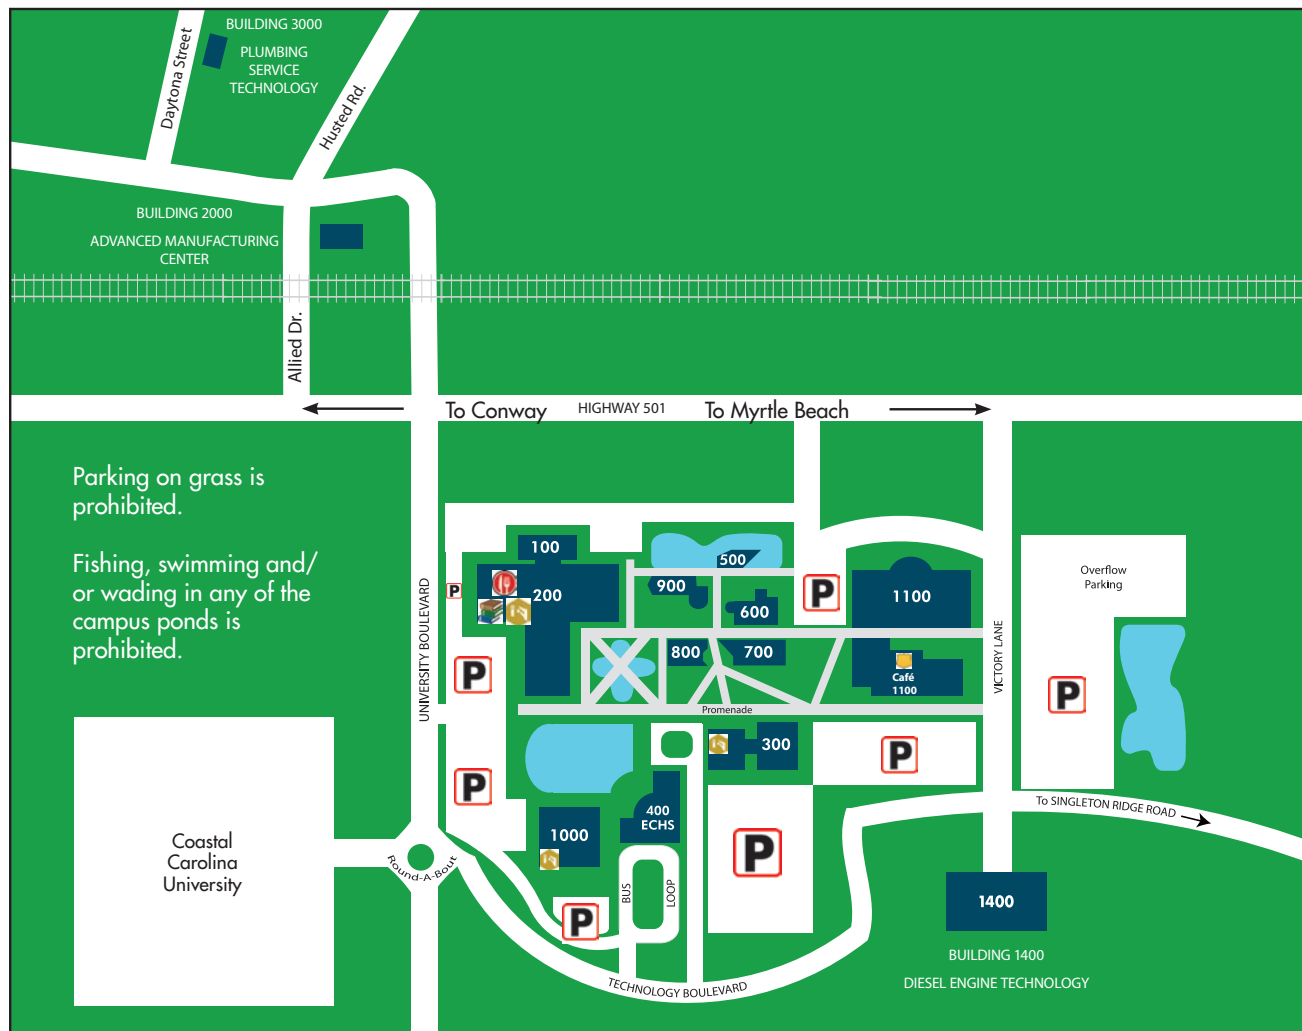 BUILDING 3000
PLUMBING
SERVICE
TECHNOLOGY
Daytona Street
Husted Rd.
BUILDING 2000
ADVANCED MANUFACTURING
CENTER
Allied Dr.
To Conway
HIGHWAY 501
To Myrtle Beach
Parking on grass is
prohibited.
Fishing, swimming and/
or wading in any of the
campus ponds is
prohibited.
UNIVERSITY BOULEVARD
100
200
500
900
600
P
P
1100
Overflow
Parking
800
700
Café
1100
VICTORY LANE
P
P
Promenade
300
P
P
400
ECHS
1000
P
Coastal
Carolina
University
Round-A-Bout
To SINGLETON RIDGE ROAD
BUS
LOOP
P
1400
BUILDING 1400
DIESEL ENGINE TECHNOLOGY
TECHNOLOGY BOULEVARD